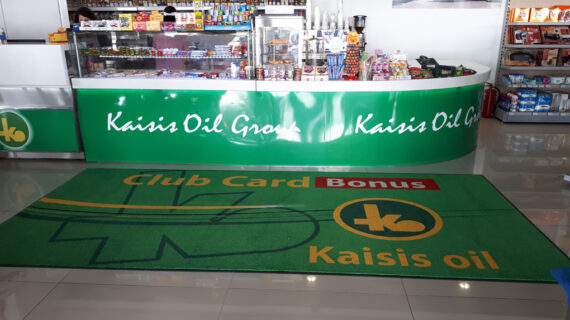 Kaisis Oil Group
Kaisis Oil G
Club Card Bonus
Kaisis oil